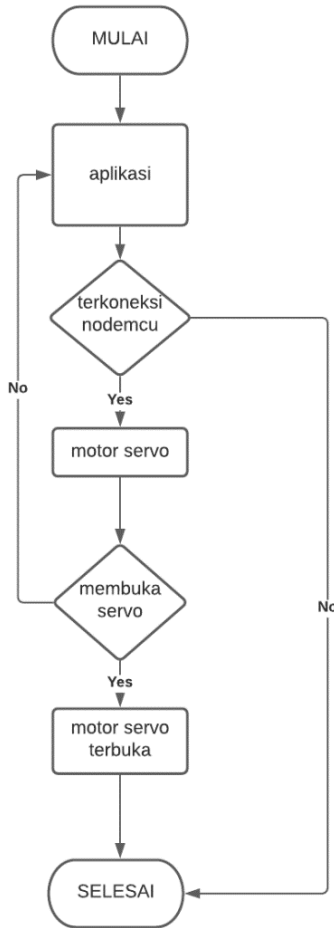 MULAI
aplikasi
terkoneksi
nodemcu
No
Yes
motor servo
membuka
servo
No
Yes
motor servo
terbuka
SELESAI